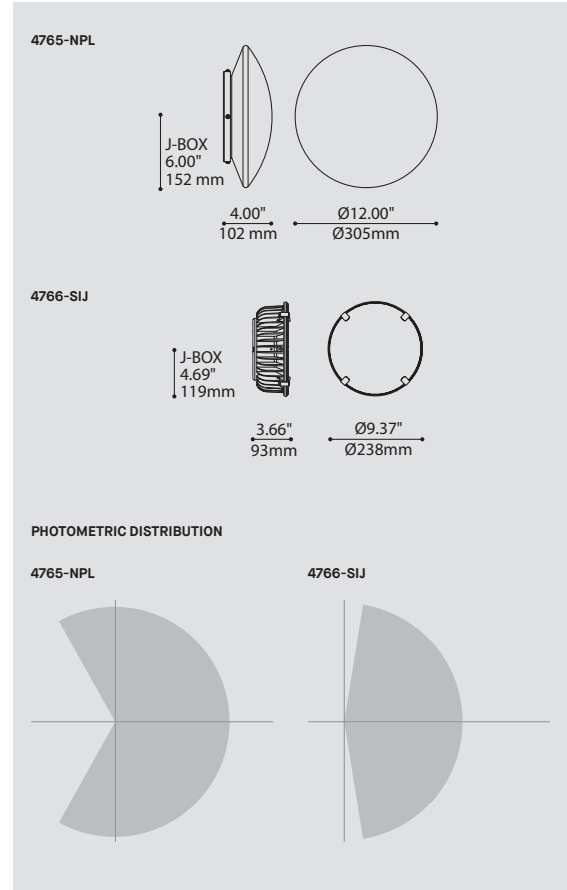 4765-NPL
J-BOX
6.00"
152 mm
4.00"
102 mm
Ø12.00"
Ø305mm
4766-SIJ
J-BOX
4.69"
119mm
3.66"
93mm
Ø9.37"
Ø238mm
PHOTOMETRIC DISTRIBUTION
4765-NPL
4766-SIJ